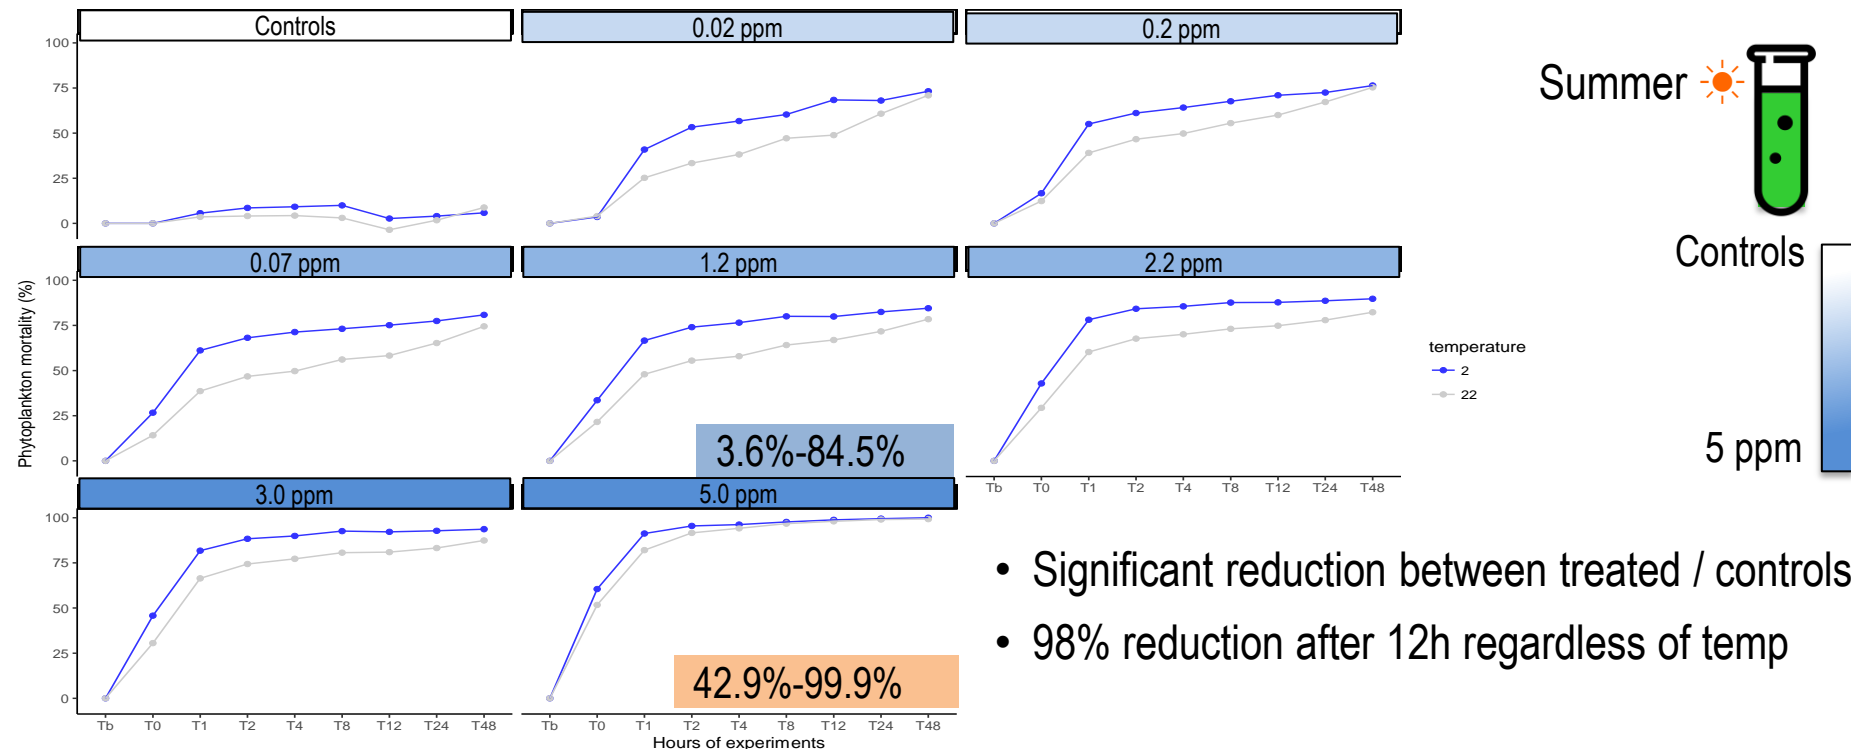 Controls
0.02 ppm
0.2 ppm
100
75
50
25
0
Summer
Controls
5 ppm
0.07 ppm
1.2 ppm
2.2 ppm
Phytoplankton mortality (%)
100
75
50
25
0
3.6%-84.5%
Tb T0 T1 T2 T4 T8 T12 T24 T48
temperature
2
22
3.0 ppm
5.0 ppm
100
75
50
25
0
42.9%-99.9%
Tb T0 T1 T2 T4 T8 T12 T24 T48
Tb T0 T1 T2 T4 T8 T12 T24 T48
Hours of experiments
• Significant reduction between treated / controls
• 98% reduction after 12h regardless of temp